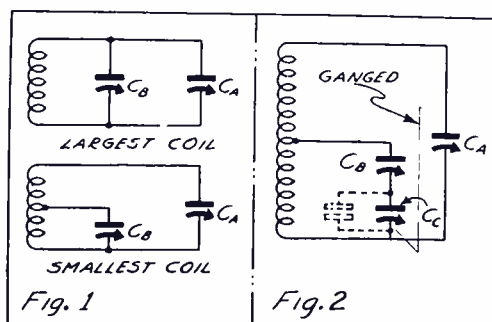 C_B
C_A
LARGEST COIL
C_B
C_A
SMALLEST COIL
Fig. 1
GANGED
C_A
C_B
C_C
Fig. 2